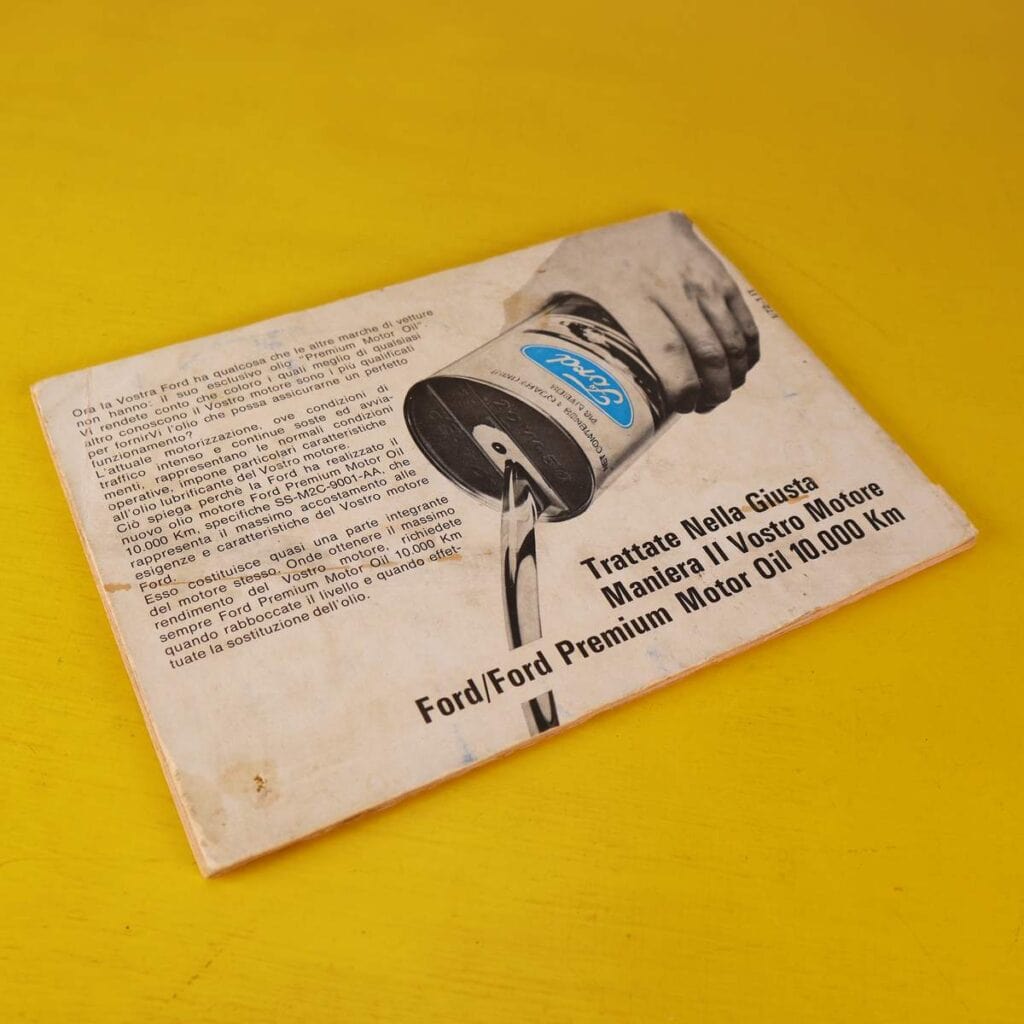 Ora la Vostra Ford ha qualcosa che le altre marche di vetture
non hanno: il suo esclusivo olio "Premium Motor Oil".
Vi rendete conto che coloro i quali meglio di qualsiasi
altro conoscono il Vostro motore sono i più qualificati
per fornirVi l'olio che possa assicurarne un perfetto
funzionamento?
L'attuale motorizzazione, ove condizioni di
traffico intenso e continue soste ed avvia-
menti, rappresentano le normali condizioni
operative, impone particolari caratteristiche
all'olio lubrificante del Vostro motore.
Ciò spiega perchè la Ford ha realizzato il
nuovo olio motore Ford Premium Motor Oil
10.000 Km, specifiche SS-M2C-9001-AA, che
rappresenta il massimo accostamento alle
esigenze e caratteristiche del Vostro motore
Ford.
Esso costituisce quasi una parte integrante
del motore stesso. Onde ottenere il massimo
rendimento del Vostro motore, richiedete
sempre Ford Premium Motor Oil 10.000 Km
quando rabboccate il livello e quando effet-
tuate la sostituzione dell'olio.
Ford
NET CONTENTS
Trattate Nella Giusta
Maniera Il Vostro Motore
Ford/Ford Premium Motor Oil 10.000 Km